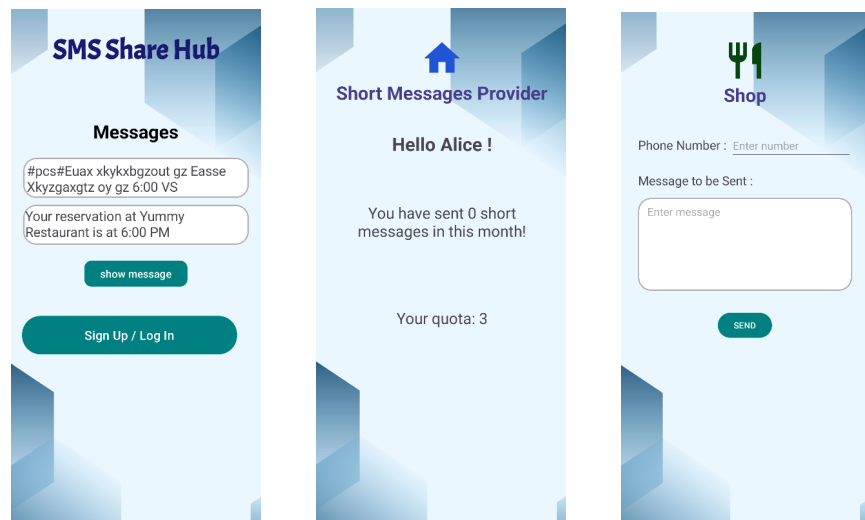 SMS Share Hub
Messages
#pcs#Euax xkykxbgzout gz Easse
Xkyzgaxgtz oy gz 6:00 VS
Your reservation at Yummy
Restaurant is at 6:00 PM
show message
Sign Up / Log In
Short Messages Provider
Hello Alice !
You have sent 0 short
messages in this month!
Your quota: 3
Shop
Phone Number : Enter number
Message to be Sent :
Enter message
SEND